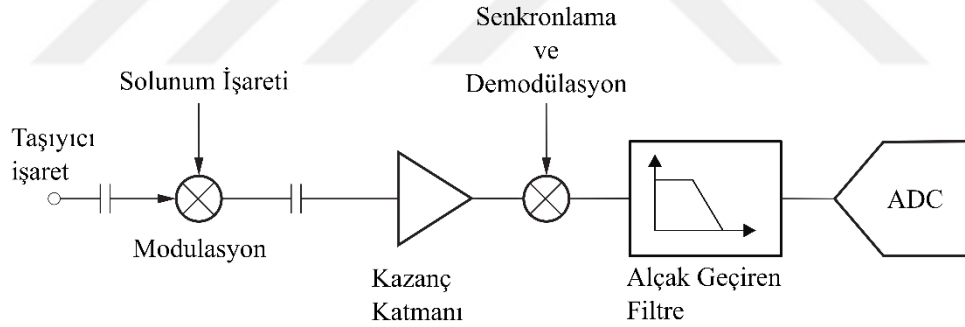 Senkronlama
ve
Demodülasyon
Solunum İşareti
Taşıyıcı
işaret
Modulasyon
Kazanç
Katmanı
Alçak Geçiren
Filtre
ADC